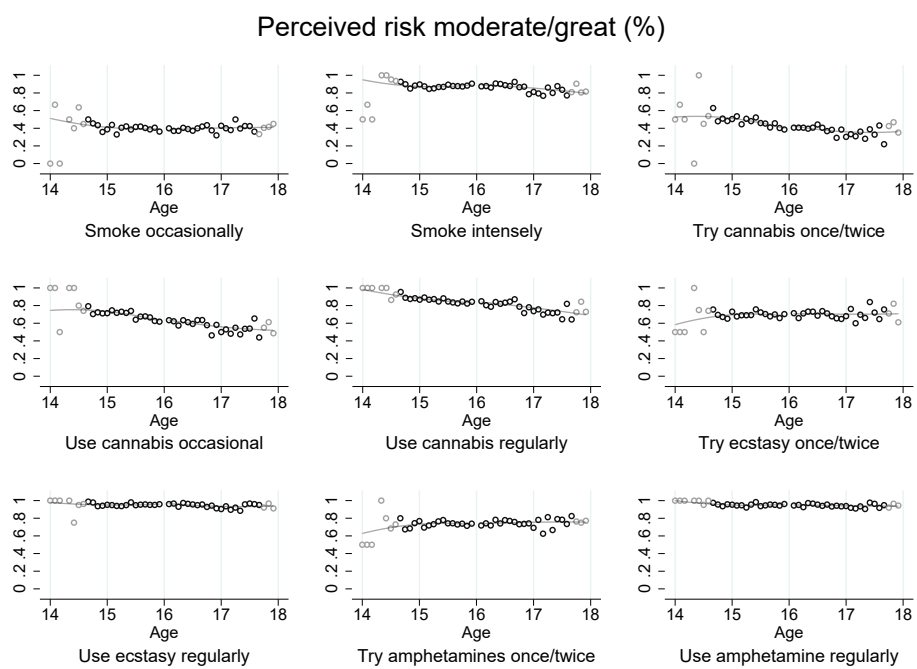 Perceived risk moderate/great (%)
0 .2 .4 .6 .8 1
14 15 16 17 18
Age
Smoke occasionally
0 .2 .4 .6 .8 1
14 15 16 17 18
Age
Smoke intensely
0 .2 .4 .6 .8 1
14 15 16 17 18
Age
Try cannabis once/twice
0 .2 .4 .6 .8 1
14 15 16 17 18
Age
Use cannabis occasional
0 .2 .4 .6 .8 1
14 15 16 17 18
Age
Use cannabis regularly
0 .2 .4 .6 .8 1
14 15 16 17 18
Age
Try ecstasy once/twice
0 .2 .4 .6 .8 1
14 15 16 17 18
Age
Use ecstasy regularly
0 .2 .4 .6 .8 1
14 15 16 17 18
Age
Try amphetamines once/twice
0 .2 .4 .6 .8 1
14 15 16 17 18
Age
Use amphetamine regularly